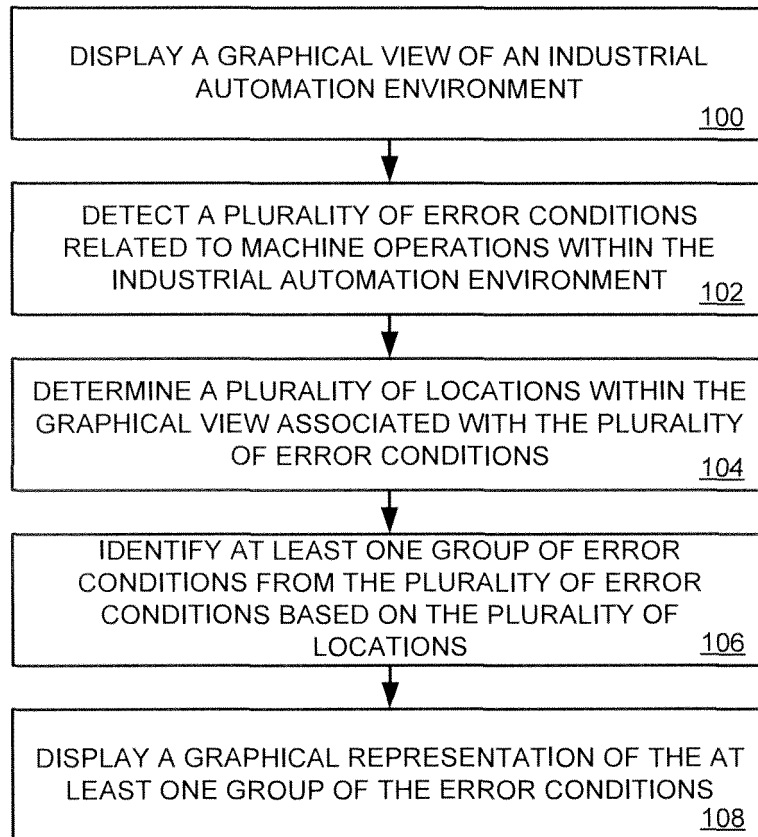 DISPLAY A GRAPHICAL VIEW OF AN INDUSTRIAL
AUTOMATION ENVIRONMENT
100
DETECT A PLURALITY OF ERROR CONDITIONS
RELATED TO MACHINE OPERATIONS WITHIN THE
INDUSTRIAL AUTOMATION ENVIRONMENT
102
DETERMINE A PLURALITY OF LOCATIONS WITHIN THE
GRAPHICAL VIEW ASSOCIATED WITH THE PLURALITY
OF ERROR CONDITIONS
104
IDENTIFY AT LEAST ONE GROUP OF ERROR
CONDITIONS FROM THE PLURALITY OF ERROR
CONDITIONS BASED ON THE PLURALITY OF
LOCATIONS
106
DISPLAY A GRAPHICAL REPRESENTATION OF THE AT
LEAST ONE GROUP OF THE ERROR CONDITIONS
108